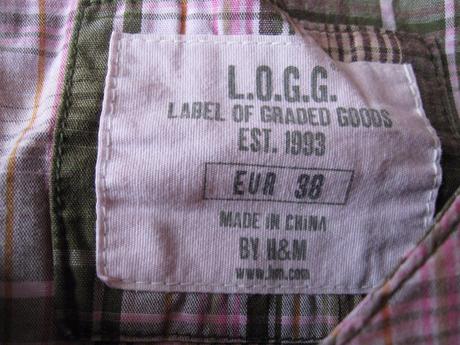 L.O.G.G.
LABEL OF GRADED GOODS
EST. 1993
EUR 38
MADE IN CHINA
BY H&M
www.hm.com